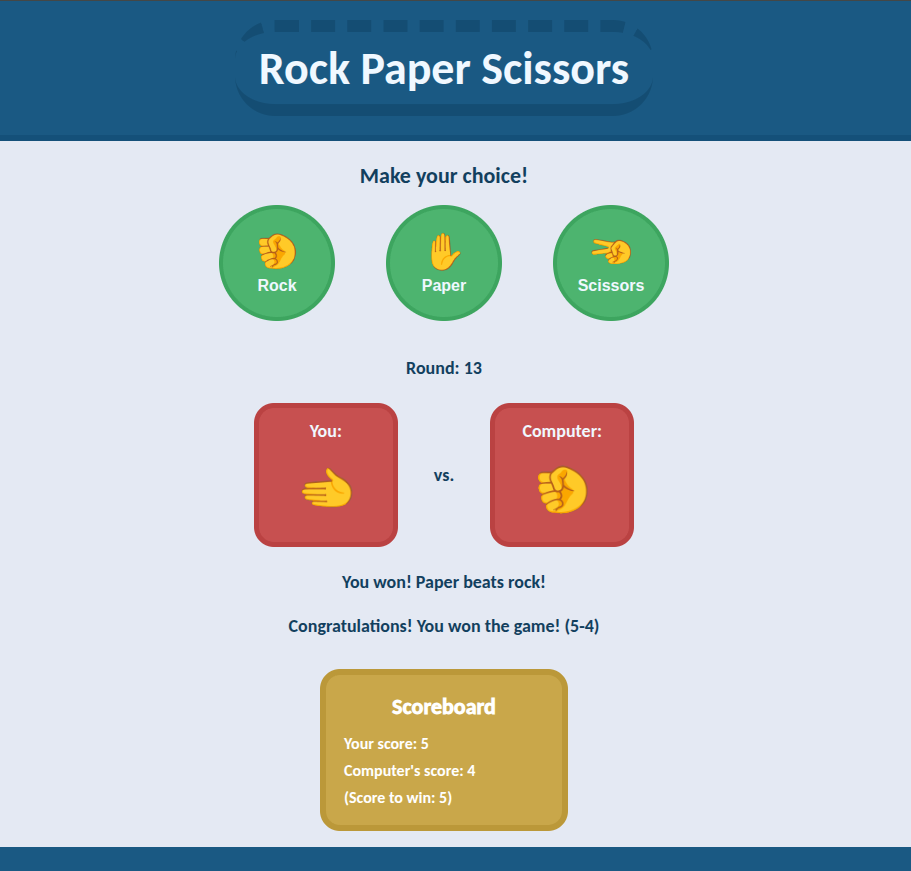 Rock Paper Scissors
Make your choice!
Rock
Paper
Scissors
Round: 13
You:
Computer:
vs.
You won! Paper beats rock!
Congratulations! You won the game! (5-4)
Scoreboard
Your score: 5
Computer's score: 4
(Score to win: 5)